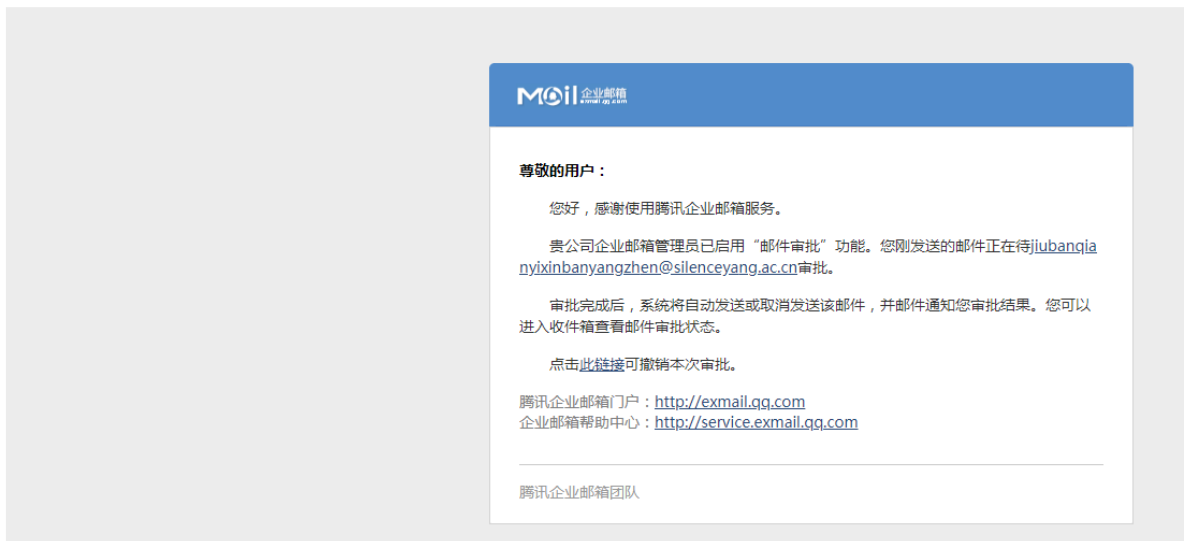 Mail 企业邮箱
exmail.qq.com
尊敬的用户：
您好，感谢使用腾讯企业邮箱服务。
贵公司企业邮箱管理员已启用“邮件审批”功能。您刚发送的邮件正在待jiubanqia
nyixinbanyangzhen@silenceyang.ac.cn审批。
审批完成后，系统将自动发送或取消发送该邮件，并邮件通知您审批结果。您可以
进入收件箱查看邮件审批状态。
点击此链接可撤销本次审批。
腾讯企业邮箱门户：http://exmail.qq.com
企业邮箱帮助中心：http://service.exmail.qq.com
腾讯企业邮箱团队